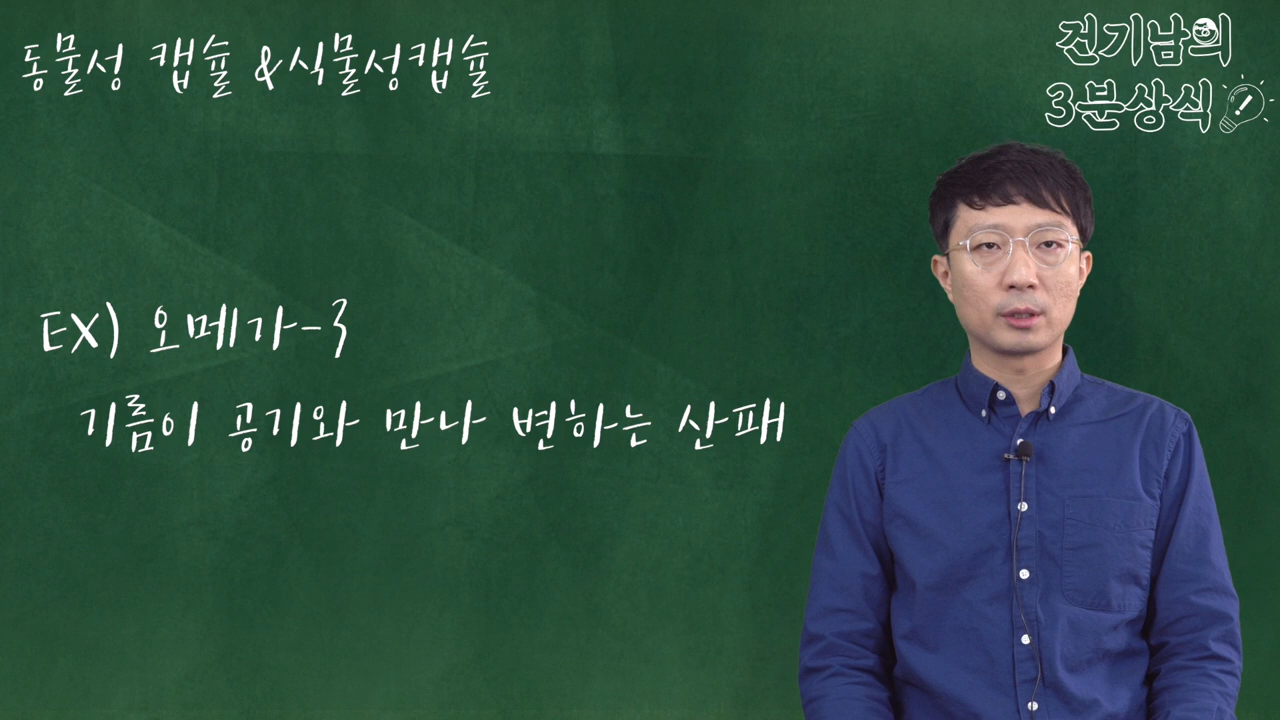 동물성 캡슐 &식물성캡슐
건기남의
3분상식
EX) 오메가-3
기름이 공기와 만나 변하는 산패